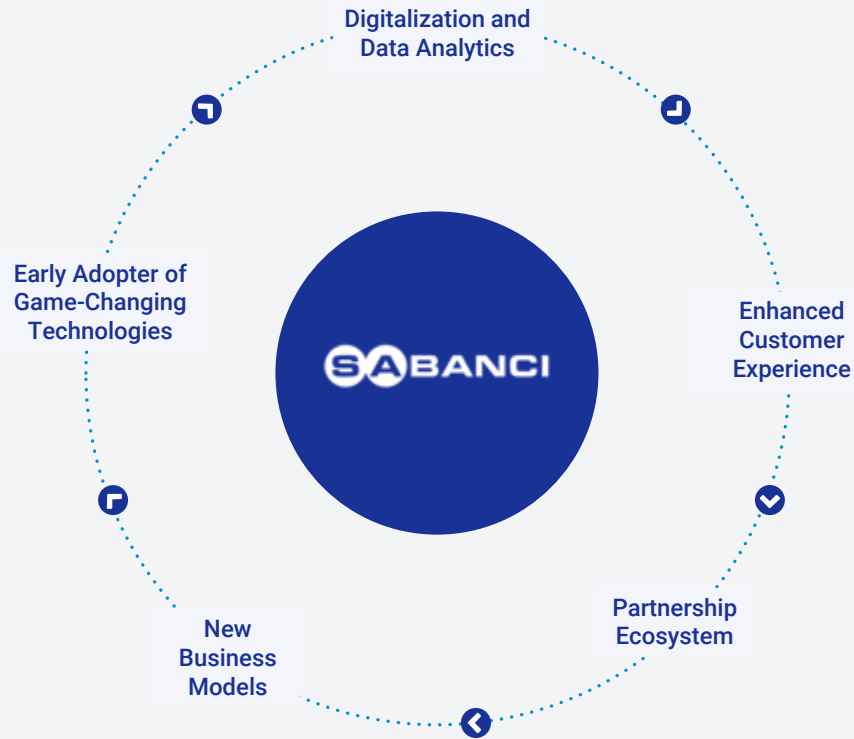 Digitalization and
Data Analytics
Early Adopter of
Game-Changing
Technologies
Enhanced
Customer
Experience
SABANCI
Partnership
Ecosystem
New
Business
Models